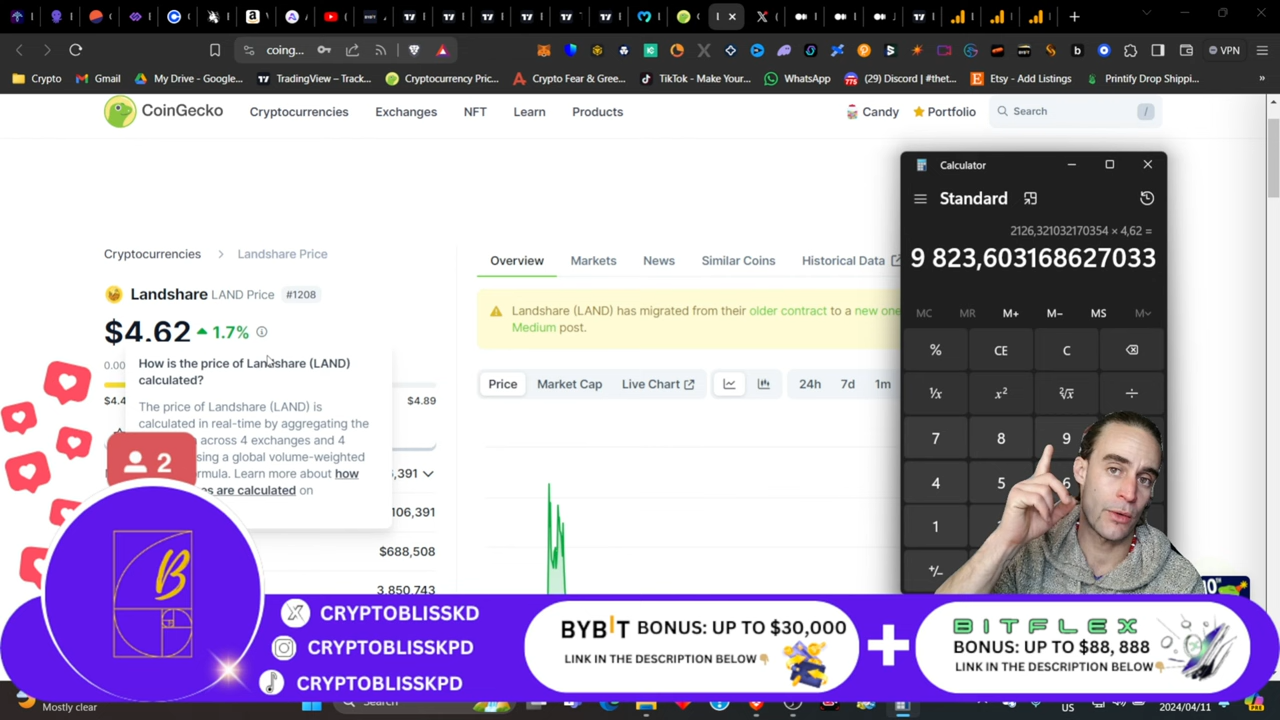 coing...
VPN
Crypto
Gmail
My Drive - Google...
TradingView – Track...
Cryptocurrency Pric...
Crypto Fear & Gree...
TikTok - Make Your...
WhatsApp
(29) Discord | #thet...
Etsy - Add Listings
Printify Drop Shippi...
»
CoinGecko
Cryptocurrencies
Exchanges
NFT
Learn
Products
Candy
Portfolio
Search
/
Calculator
Standard
2126,321032170354 × 4,62 =
9 823,603168627033
MC
MR
M+
M−
MS
M
%
CE
C
7
8
9
4
5
6
1
+/−
Cryptocurrencies
Landshare Price
Landshare LAND Price
#1208
$4.62
1.7%
0.00
$4.4
$4.89
How is the price of Landshare (LAND)
calculated?
The price of Landshare (LAND) is
calculated in real-time by aggregating the
across 4 exchanges and 4
sing a global volume-weighted
rmula. Learn more about how
es are calculated on
,391
106,391
$688,508
3,850,743
Overview
Markets
News
Similar Coins
Historical Data
Landshare (LAND) has migrated from their older contract to a new one
Medium post.
Price
Market Cap
Live Chart
24h
7d
1m
2
B
CRYPTOBLISSKD
CRYPTOBLISSKPD
CRYPTOBLISSKPD
BYBIT BONUS: UP TO $30,000
LINK IN THE DESCRIPTION BELOW
BITFLEX
BONUS: UP TO $88, 888
LINK IN THE DESCRIPTION BELOW
Mostly clear
Search
US
2024/04/11